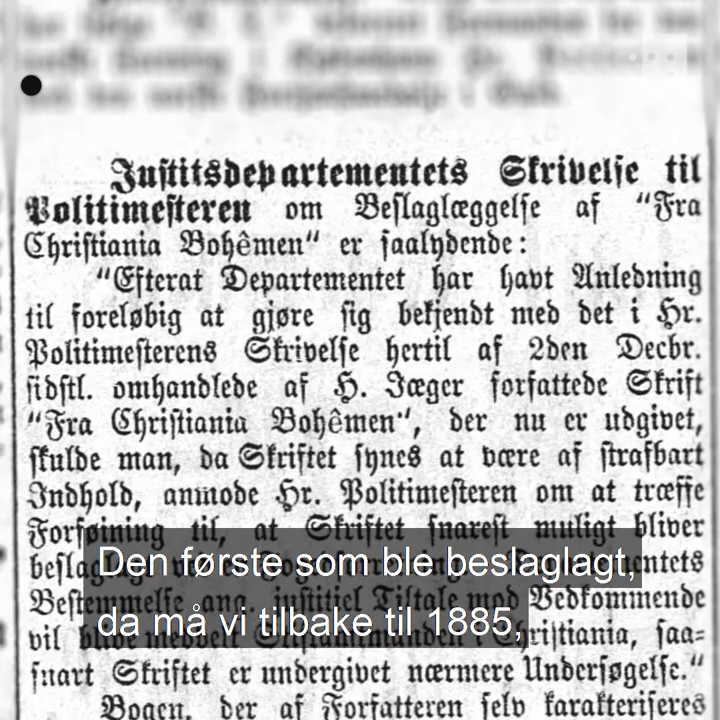 Justitsdepartementets Skrivelse til
Politimesteren om Beslaglæggelse af "Fra
Christiania Bohêmen" er saalydende:
"Efterat Departementet har havt Anledning
til foreløbig at gjøre sig bekjendt med det i Hr.
Politimesterens Skrivelse hertil af 2den Decbr.
sidstl. omhandlede af H. Jæger forfattede Skrift
"Fra Christiania Bohêmen", der nu er udgivet,
skulde man, da Skriftet synes at være af strafbart
Indhold, anmode Hr. Politimesteren om at træffe
Forføining til, at Skriftet snarest muligt bliver
Den første som ble beslaglagt,
Bestemmelse ang. justitiel Tiltale mod Vedkommende
da må vi tilbake til 1885,
vil saa=
snart Skriftet er undergivet nærmere Undersøgelse."
Bogen, der af Forfatteren selv karakteriseres